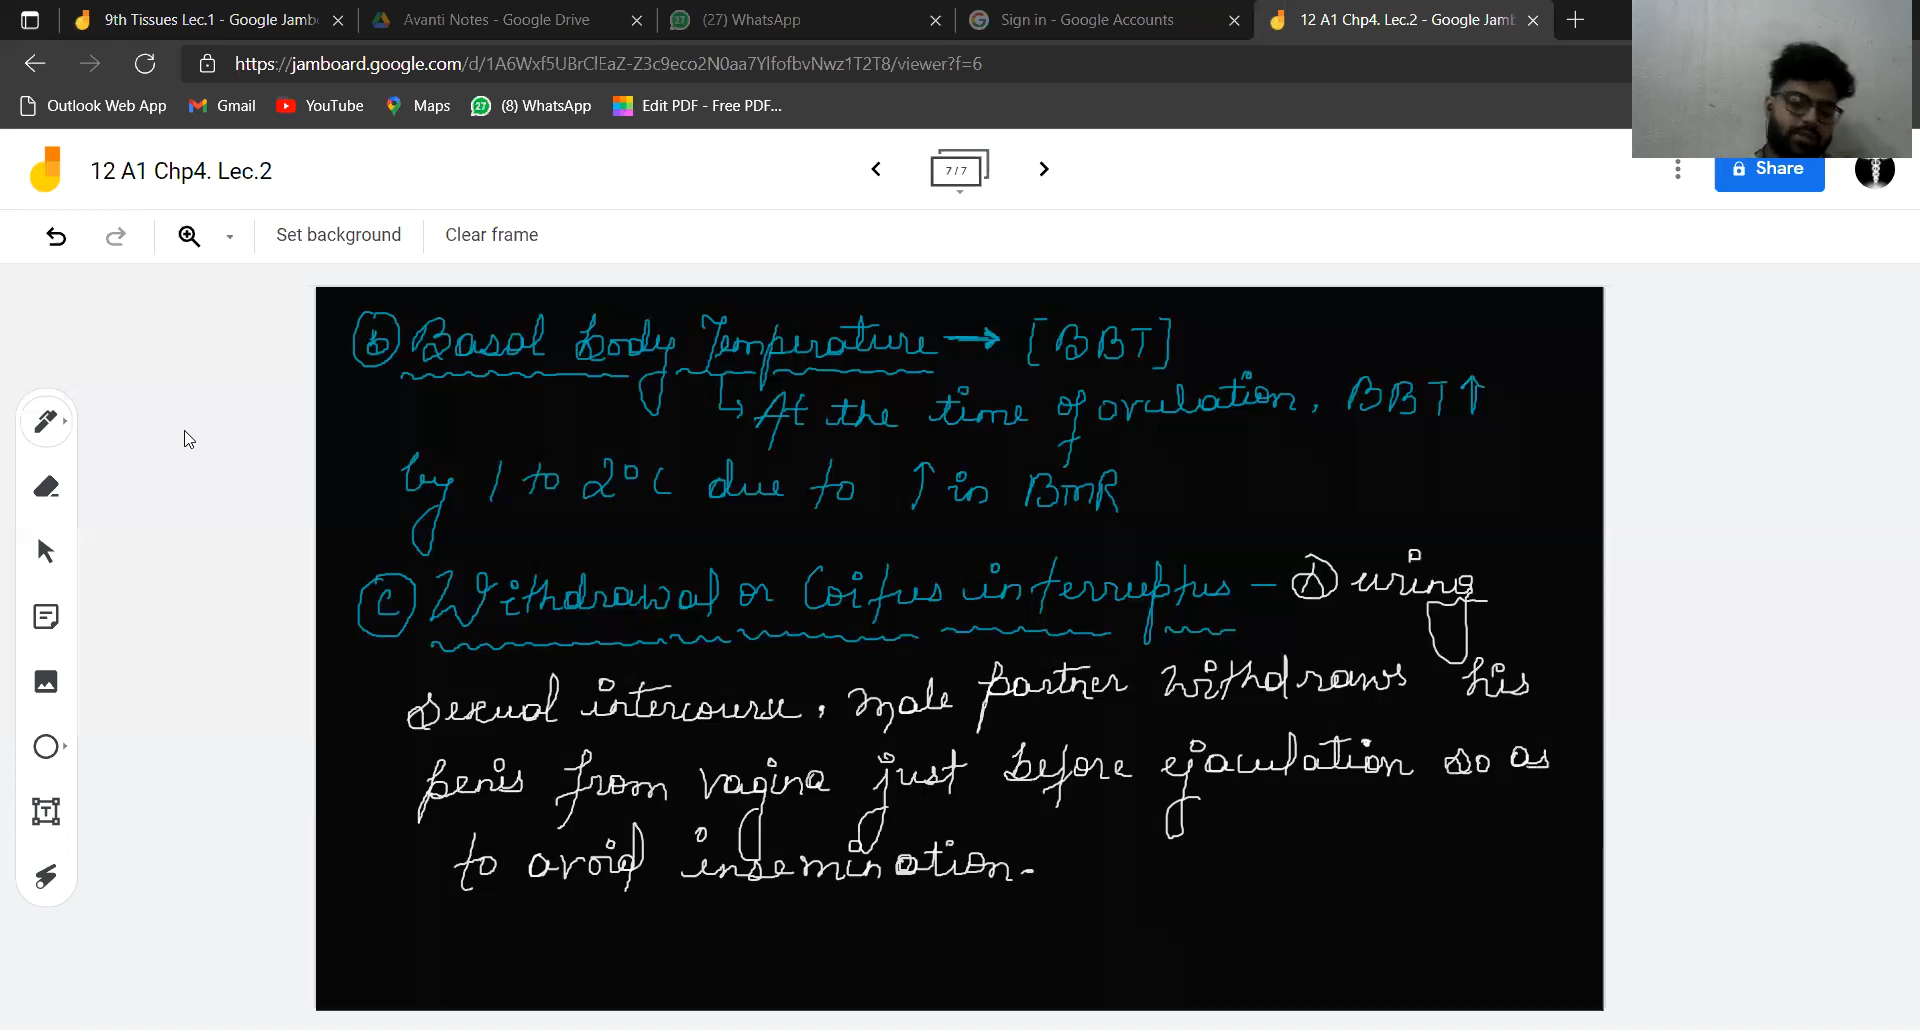 9th Tissues Lec.1 - Google Jamb
Avanti Notes - Google Drive
(27) WhatsApp
Sign in - Google Accounts
12 A1 Chp4. Lec.2 - Google Jamb
https://jamboard.google.com/d/1A6Wxf5UBrClEaZ-Z3c9eco2N0aa7YlfofbvNwz1T2T8/viewer?f=6
Outlook Web App
Gmail
YouTube
Maps
27
(8) WhatsApp
Edit PDF - Free PDF...
12 A1 Chp4. Lec.2
7 / 7
Share
Set background
Clear frame
(b) Basal body Temperature → [BBT]
↳ At the time of ovulation, BBT ↑
by 1 to 2°C due to ↑ in BMR
(C) Withdrawal or Coitus interruptus - During
sexual intercourse, male partner withdraws his
penis from vagina just before ejaculation so as
to avoid insemination.